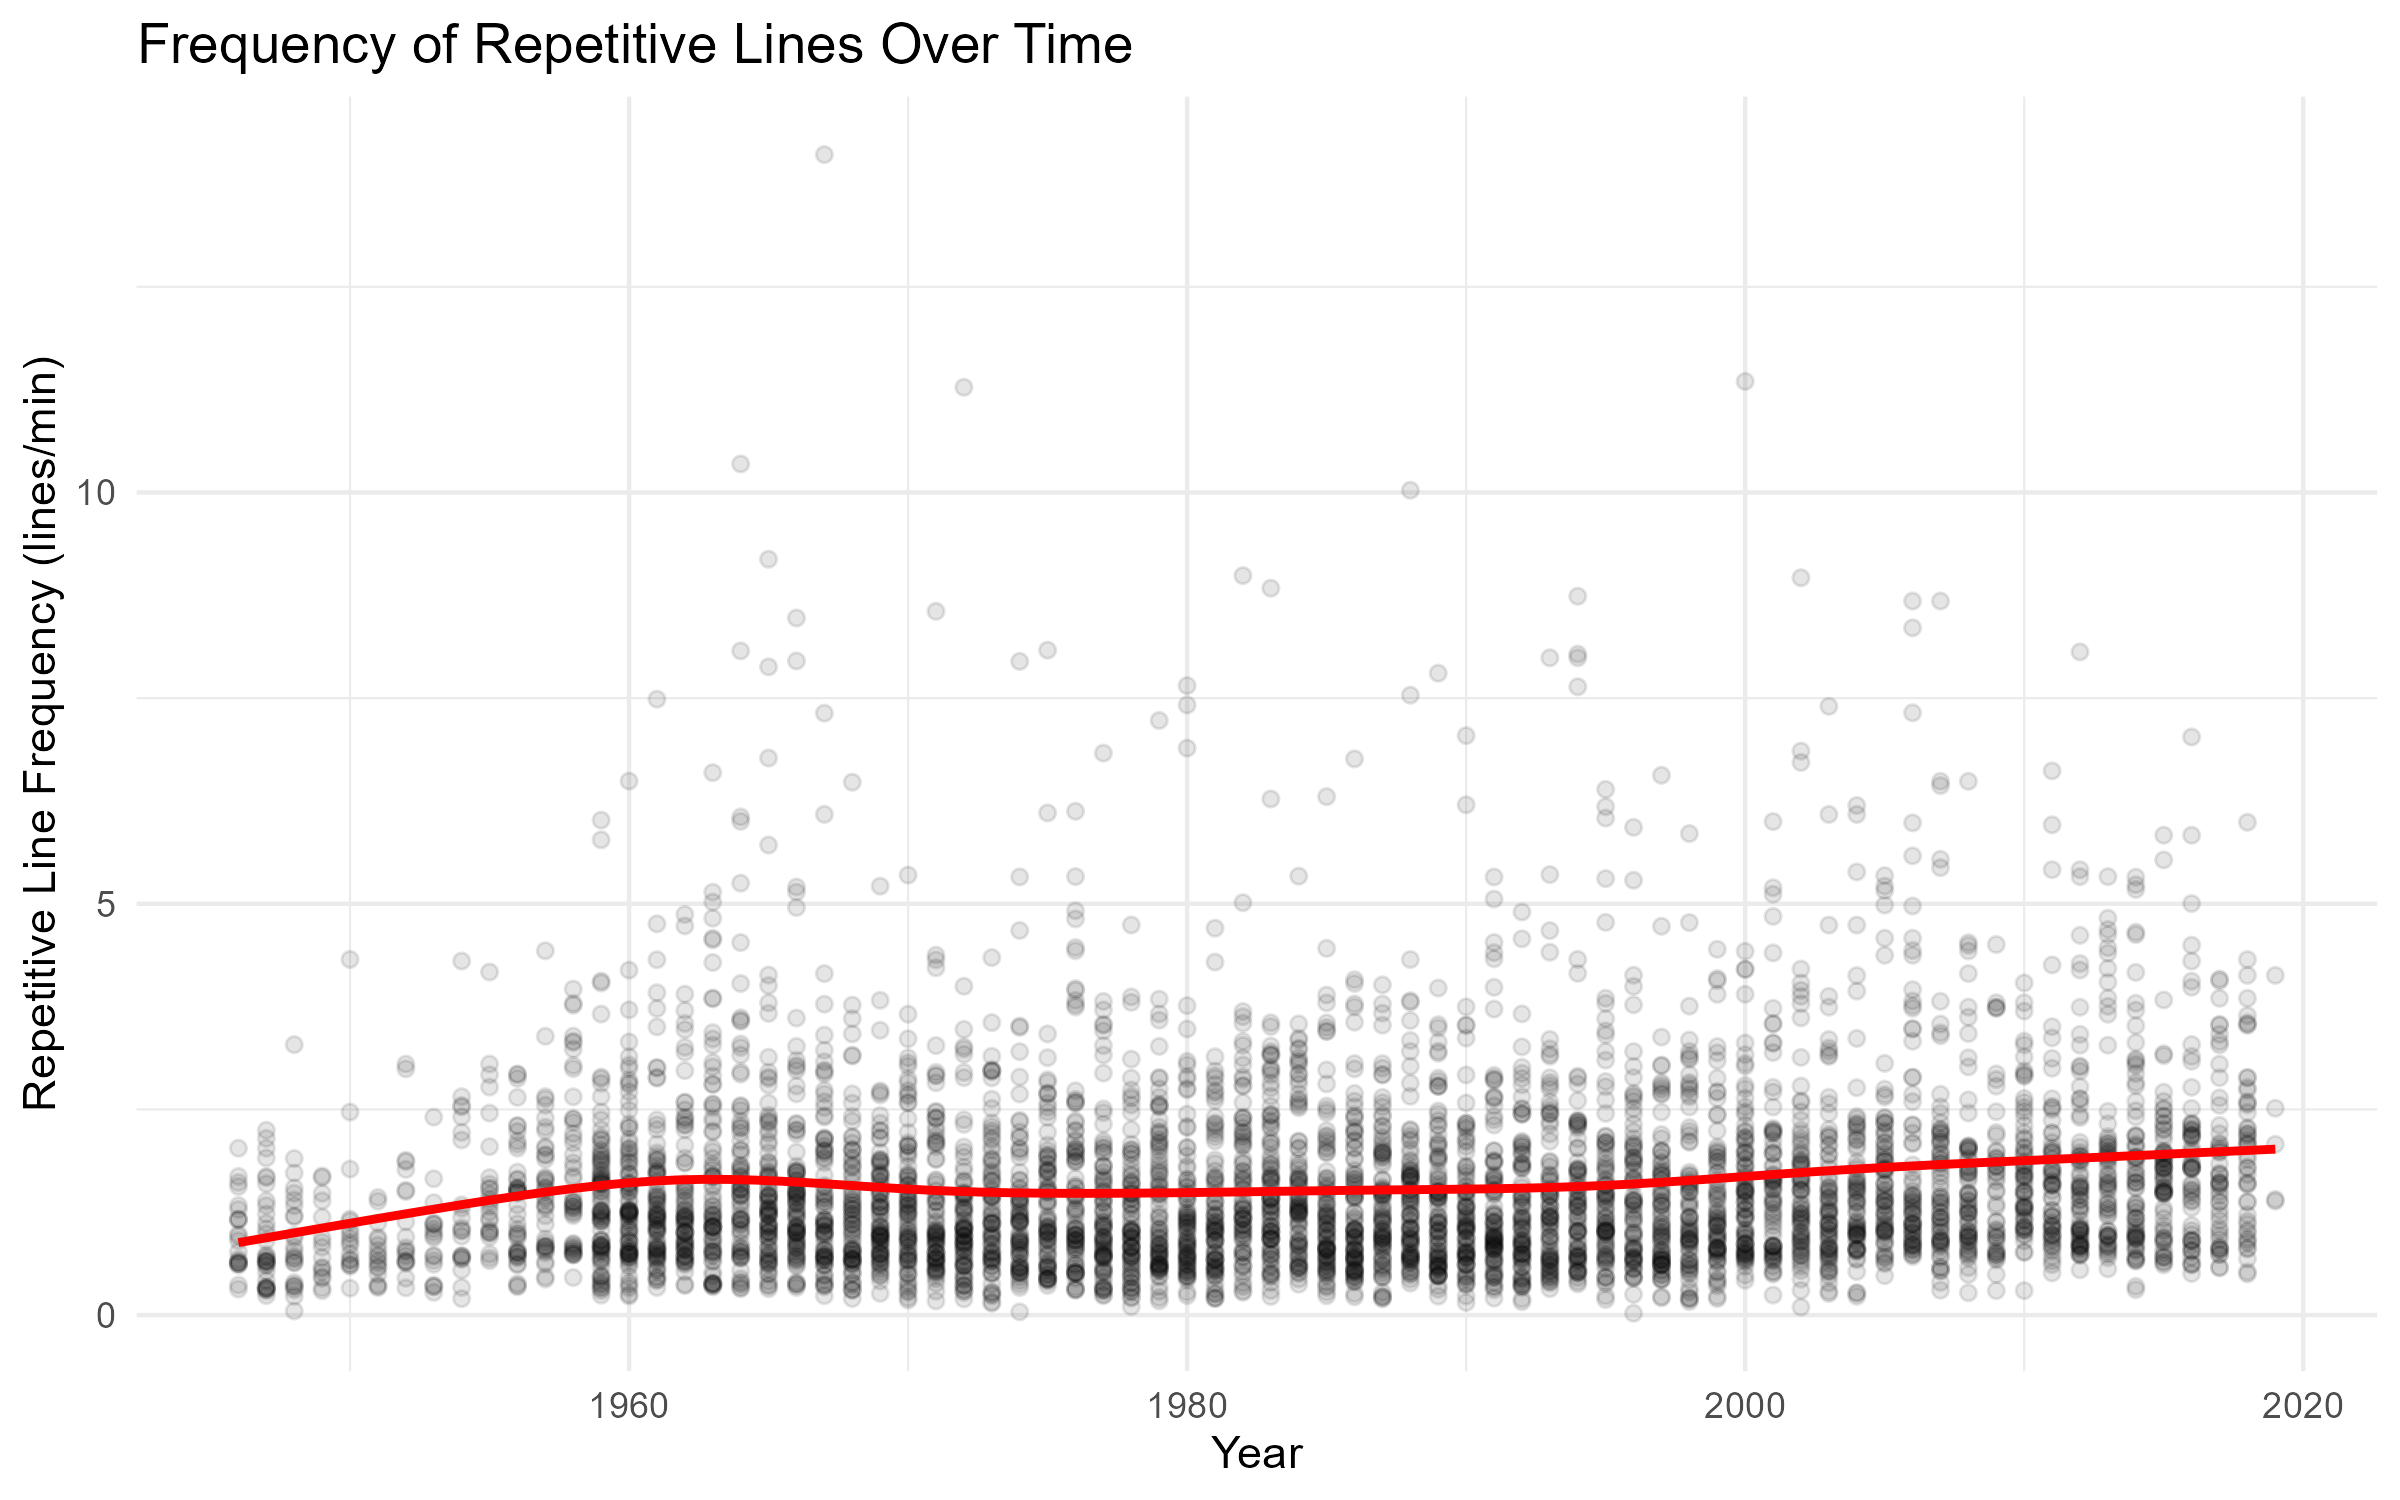 Frequency of Repetitive Lines Over Time
Repetitive Line Frequency (lines/min)
10
5
0
1960
1980
2000
2020
Year